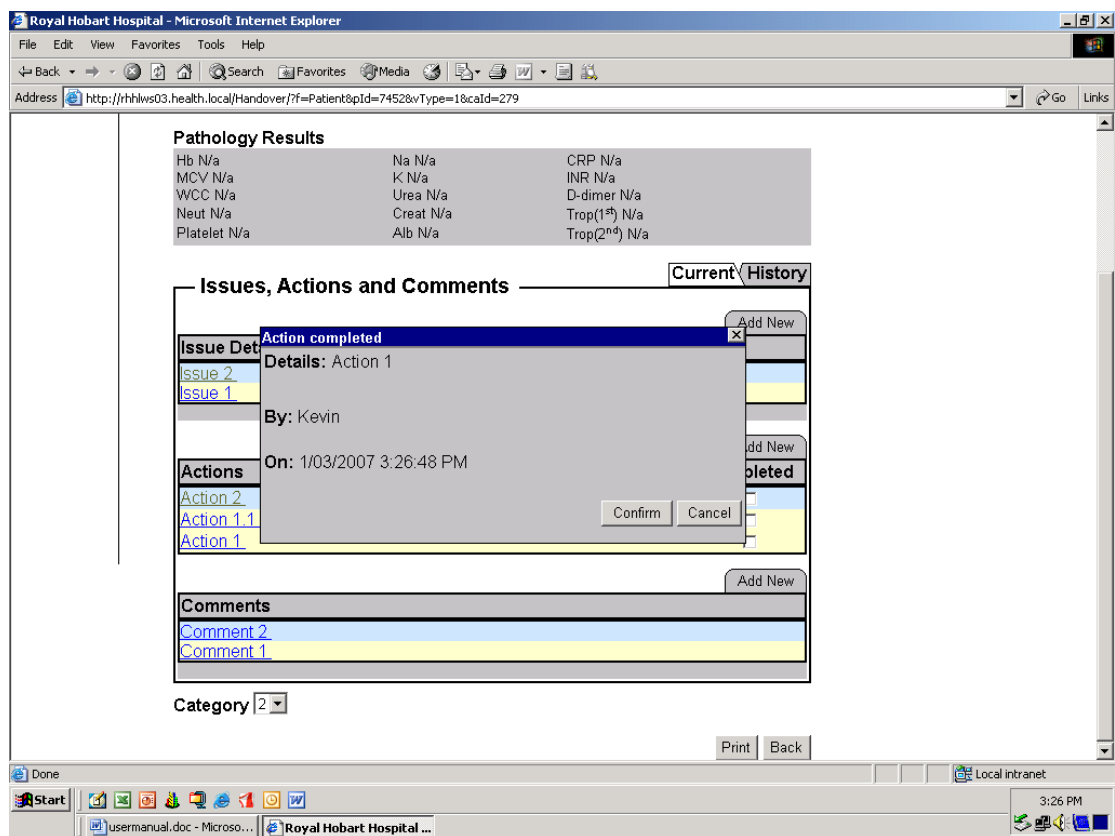 Royal Hobart Hospital - Microsoft Internet Explorer
File Edit View Favorites Tools Help
Back Search Favorites Media
Address http://rhhlws03.health.local/Handover/?f=Patient&pId=7452&vType=1&caId=279 Go Links
Pathology Results
Hb N/a Na N/a CRP N/a
MCV N/a K N/a INR N/a
WCC N/a Urea N/a D-dimer N/a
Neut N/a Creat N/a Trop(1st) N/a
Platelet N/a Alb N/a Trop(2nd) N/a
Current History
Issues, Actions and Comments
Add New
Issue Det
Action completed
Details: Action 1
Issue 2
Issue 1
By: Kevin
dd New
On: 1/03/2007 3:26:48 PM
Actions pleted
Action 2
Action 1.1
Confirm Cancel
Action 1
Add New
Comments
Comment 2
Comment 1
Category 2
Print Back
Done Local intranet
Start 3:26 PM
usermanual.doc - Microso... Royal Hobart Hospital ...